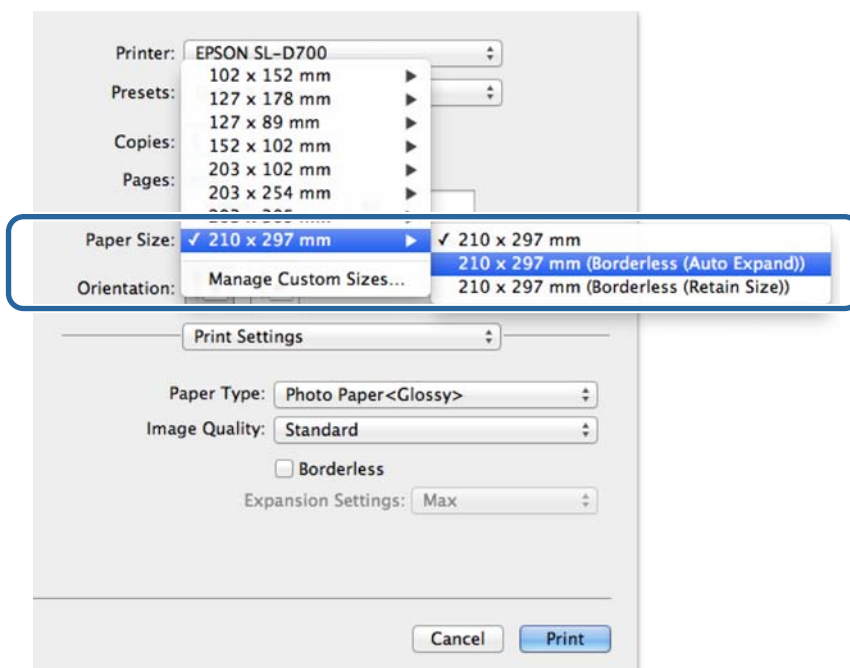 Printer: EPSON SL-D700
102 x 152 mm
Presets:
127 x 178 mm
127 x 89 mm
Copies:
152 x 102 mm
203 x 102 mm
Pages:
203 x 254 mm
Paper Size: ✓ 210 x 297 mm ✓ 210 x 297 mm
210 x 297 mm (Borderless (Auto Expand))
Manage Custom Sizes... 210 x 297 mm (Borderless (Retain Size))
Orientation:
Print Settings
Paper Type: Photo Paper<Glossy>
Image Quality: Standard
Borderless
Expansion Settings: Max
Cancel Print